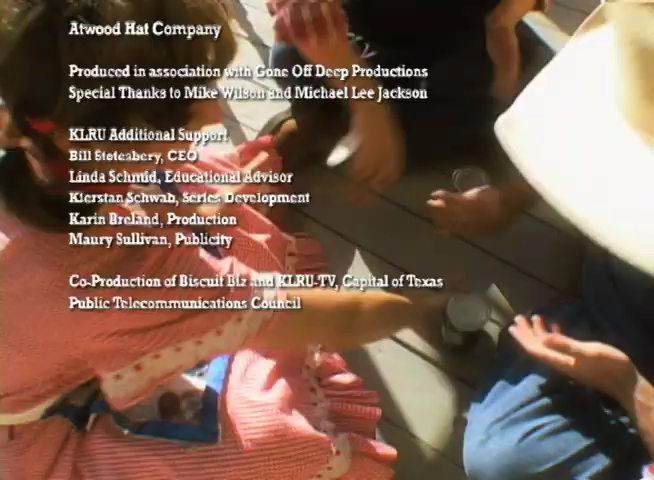 Atwood Hat Company
Produced in association with Gone Off Deep Productions
Special Thanks to Mike Wilson and Michael Lee Jackson
KLRU Additional Support
Bill Stotesbery, CEO
Linda Schmid, Educational Advisor
Kierstan Schwab, Series Development
Karin Breland, Production
Maury Sullivan, Publicity
Co-Production of Biscuit Biz and KLRU-TV, Capital of Texas
Public Telecommunications Council